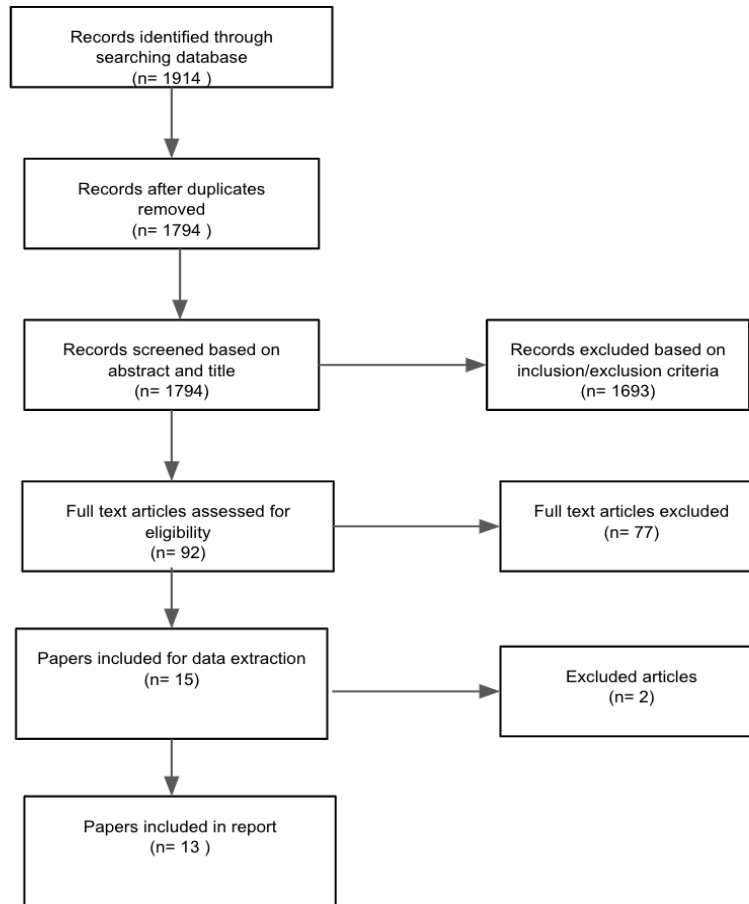 Records identified through
searching database
(n= 1914 )
Records after duplicates
removed
(n= 1794 )
Records screened based on
abstract and title
(n= 1794)
Records excluded based on
inclusion/exclusion criteria
(n= 1693)
Full text articles assessed for
eligibility
(n= 92)
Full text articles excluded
(n= 77)
Papers included for data extraction
(n= 15)
Excluded articles
(n= 2)
Papers included in report
(n= 13 )